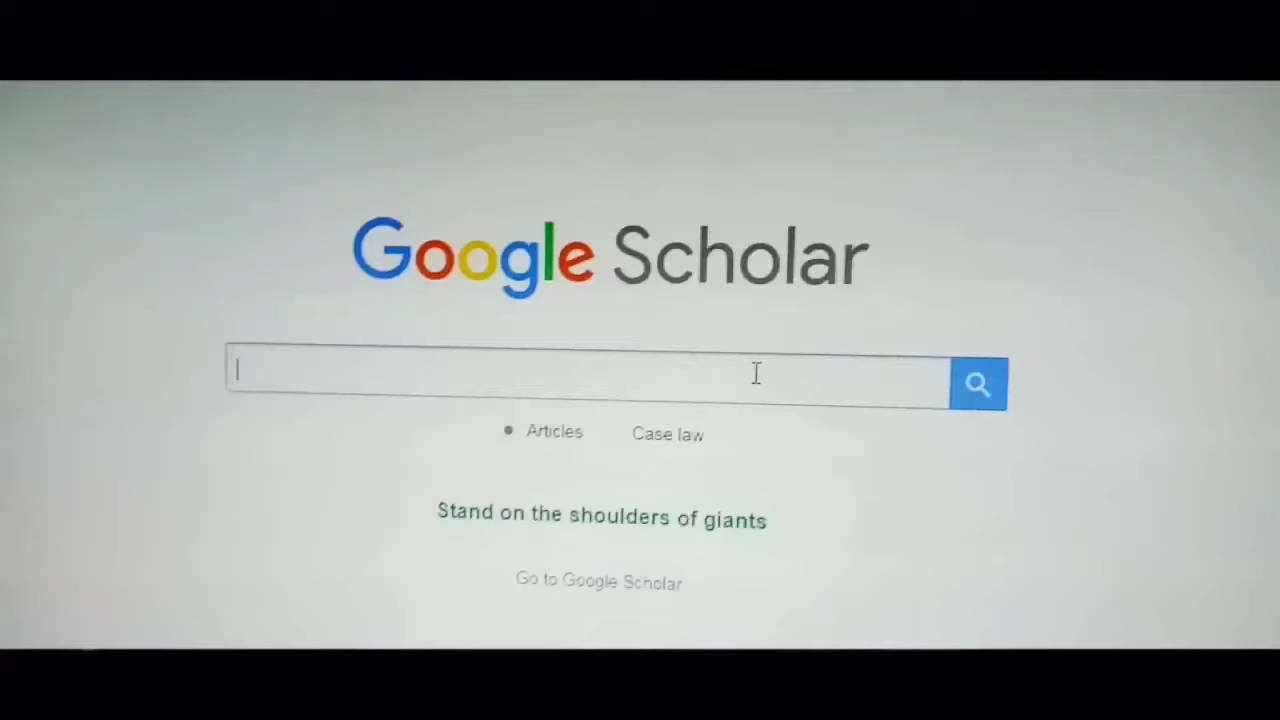 Google Scholar
Articles Case law
Stand on the shoulders of giants
Go to Google Scholar